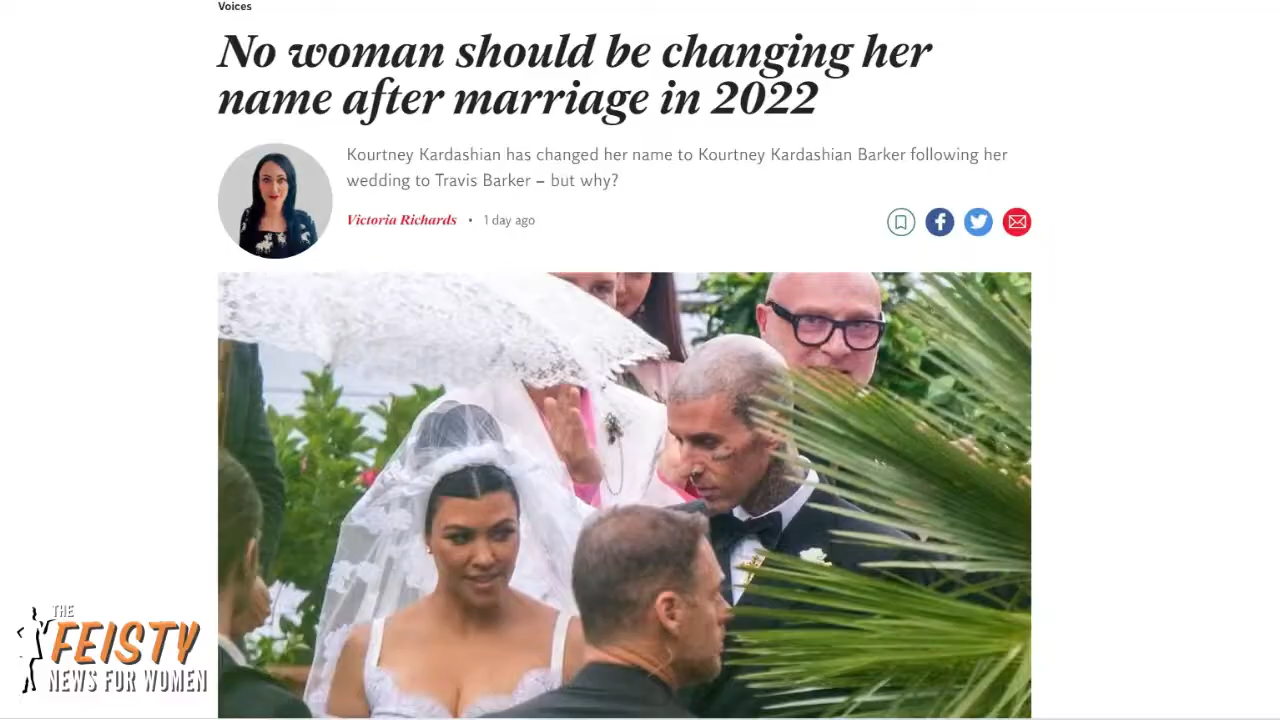 Voices
No woman should be changing her
name after marriage in 2022
Kourtney Kardashian has changed her name to Kourtney Kardashian Barker following her
wedding to Travis Barker – but why?
Victoria Richards • 1 day ago
THE
FEISTY
NEWS FOR WOMEN